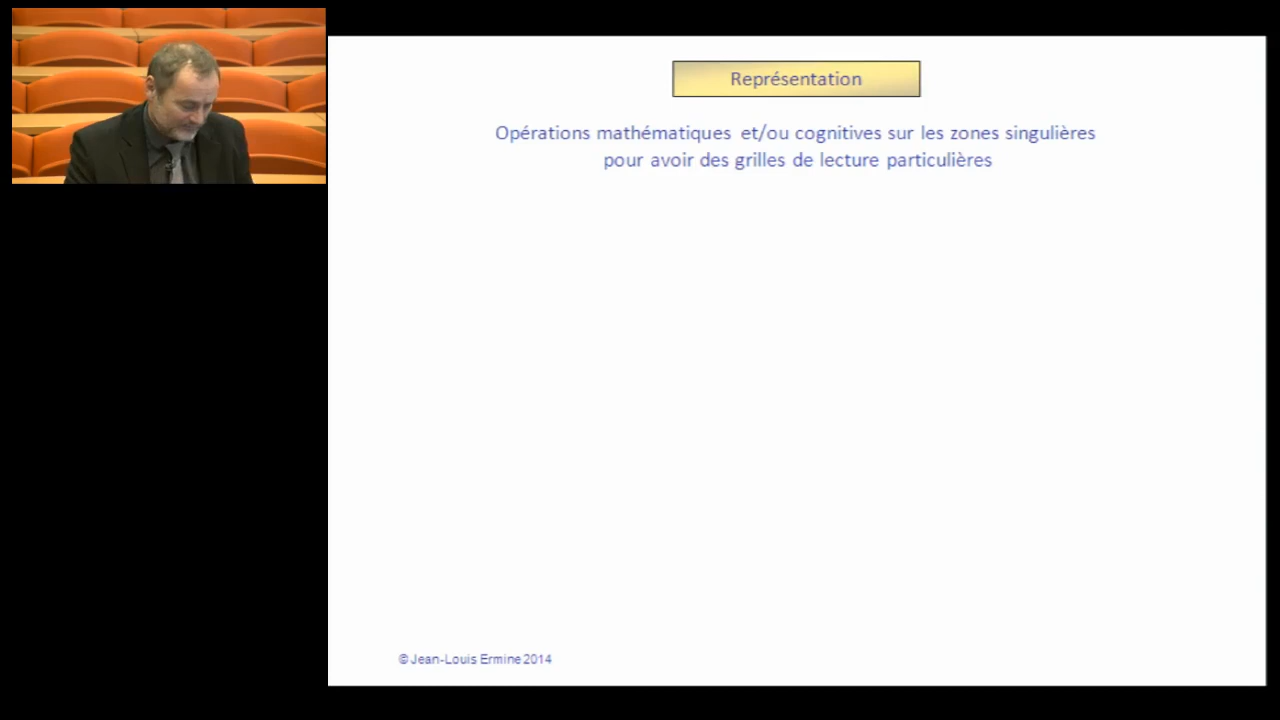 Représentation
Opérations mathématiques et/ou cognitives sur les zones singulières
pour avoir des grilles de lecture particulières
© Jean-Louis Ermine 2014